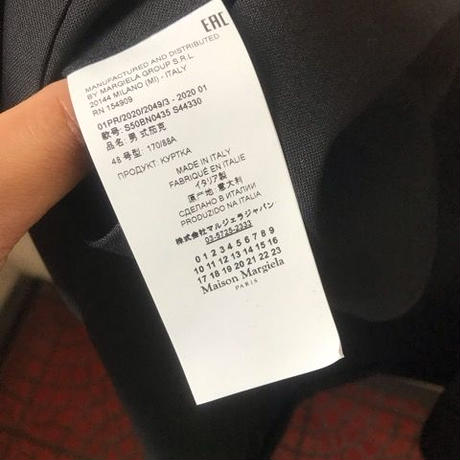 EAC
MANUFACTURED AND DISTRIBUTED
BY MARGIELA GROUP S.R.L
20144 MILANO (MI) - ITALY
RN 154909
01PR/2020/2049/3 - 2020 01
款号: S50BN0435 S44330
品名: 男式茄克
48 号型: 170/88A
ПРОДУКТ: КУРТКА
MADE IN ITALY
FABRIQUÉ EN ITALIE
イタリア製
原产地: 意大利
СДЕЛАНО В ИТАЛИИ
PRODUZIDO NA ITALIA
株式会社マルジェラジャパン
03-5725-2333
0 1 2 3 4 5 6 7 8 9
10 11 12 13 14 15 16
17 18 19 20 21 22 23
Maison Margiela
PARIS